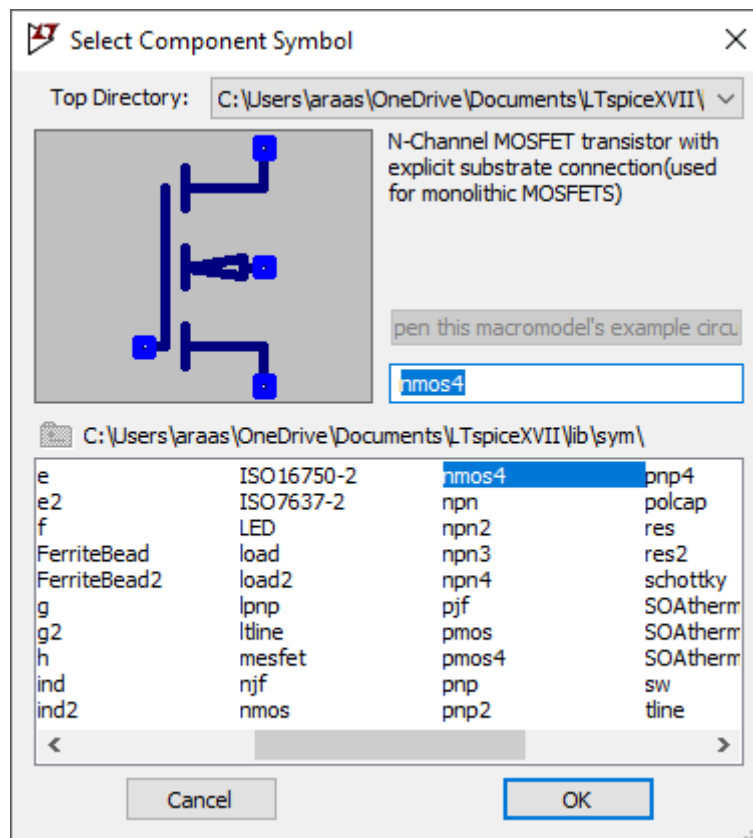 Select Component Symbol
Top Directory: C:\Users\araas\OneDrive\Documents\LTspiceXVII\
N-Channel MOSFET transistor with
explicit substrate connection(used
for monolithic MOSFETS)
pen this macromodel's example circu
nmos4
C:\Users\araas\OneDrive\Documents\LTspiceXVII\lib\sym\
e ISO16750-2 nmos4 pnp4
e2 ISO7637-2 npn polcap
f LED npn2 res
FerriteBead load npn3 res2
FerriteBead2 load2 npn4 schottky
g lpnp pjf SOAtherm
g2 ltline pmos SOAtherm
h mesfet pmos4 SOAtherm
ind njf pnp sw
ind2 nmos pnp2 tline
Cancel OK